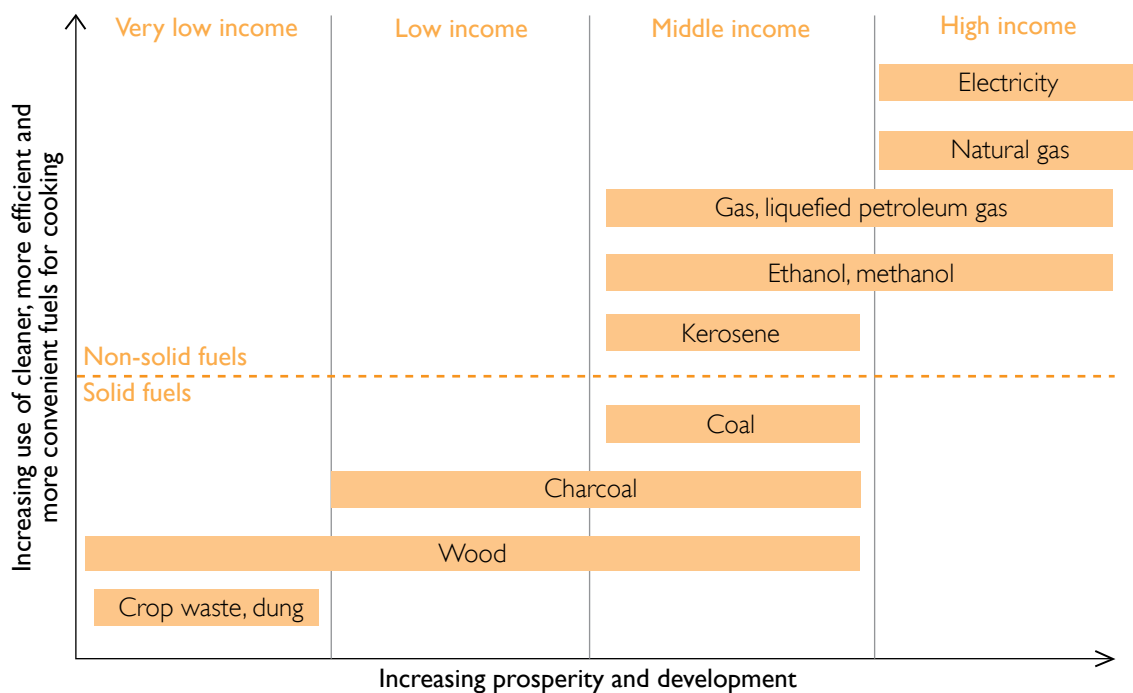 Very low income
Low income
Middle income
High income
Increasing use of cleaner, more efficient and
more convenient fuels for cooking
Electricity
Natural gas
Gas, liquefied petroleum gas
Ethanol, methanol
Kerosene
Non-solid fuels
Solid fuels
Coal
Charcoal
Wood
Crop waste, dung
Increasing prosperity and development